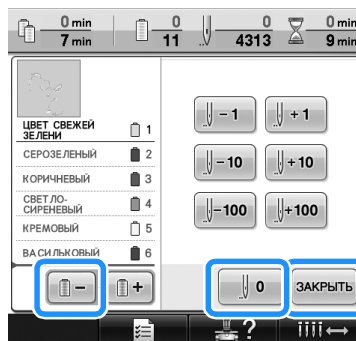 0 min 0 0 0 min
7 min 11 4313 9 min
ЦВЕТ СВЕЖЕЙ
ЗЕЛЕНИ 1
СЕРОЗЕЛЕНЫЙ 2
КОРИЧНЕВЫЙ 3
СВЕТЛО-
СИРЕНЕВЫЙ 4
КРЕМОВЫЙ 5
ВАСИЛЬКОВЫЙ 6
−1 +1
−10 +10
−100 +100
− + 0 ЗАКРЫТЬ
?